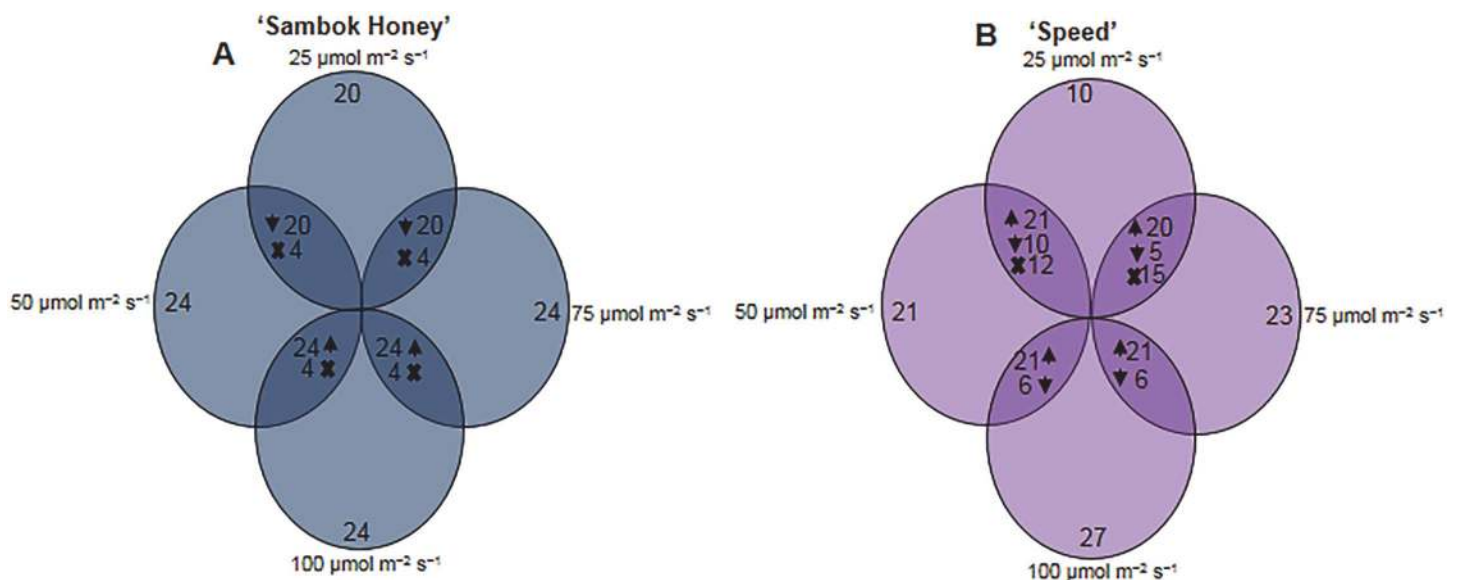 'Sambok Honey'
A
25 µmol m⁻² s⁻¹
20
20
4
20
4
50 µmol m⁻² s⁻¹
24
24
75 µmol m⁻² s⁻¹
24
4
24
4
24
100 µmol m⁻² s⁻¹
B
'Speed'
25 µmol m⁻² s⁻¹
10
21
10
12
20
5
15
50 µmol m⁻² s⁻¹
21
23
75 µmol m⁻² s⁻¹
21
6
21
6
27
100 µmol m⁻² s⁻¹